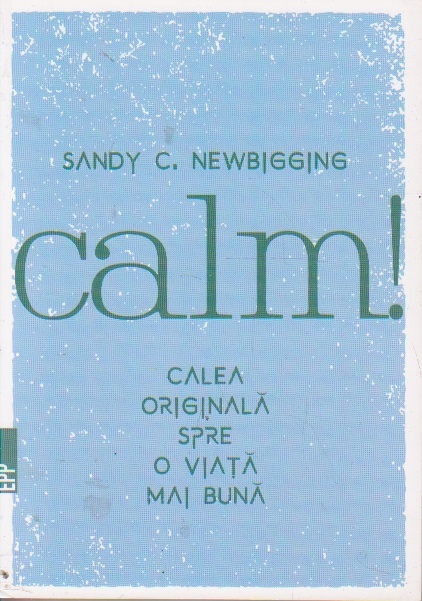 SANDY C. NEWBIGGING
calm!
CALEA
ORIGINALĂ
SPRE
O VIAȚĂ
MAI BUNĂ
EPP